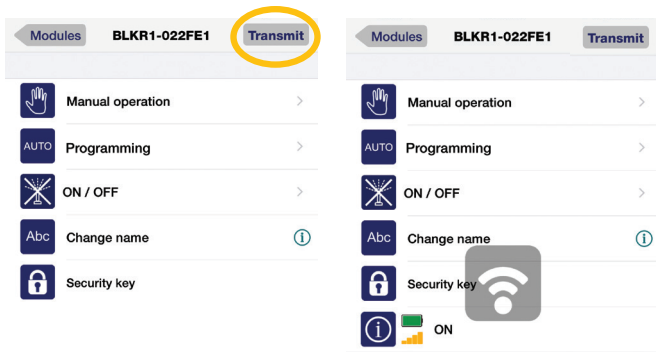 Modules BLKR1-022FE1 Transmit
Manual operation
AUTO Programming
ON / OFF
Abc Change name i
Security key
Modules BLKR1-022FE1 Transmit
Manual operation
AUTO Programming
ON / OFF
Abc Change name i
Security key
i ON